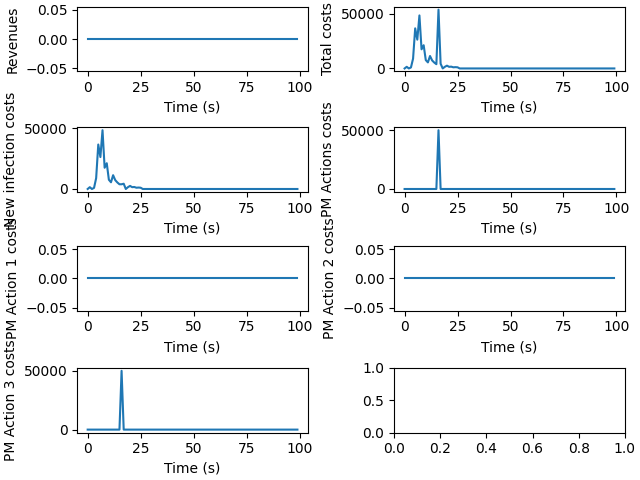 Revenues
0.05
0.00
−0.05
0 25 50 75 100
Time (s)
Total costs
50000
0
0 25 50 75 100
Time (s)
New infection costs
50000
0
0 25 50 75 100
Time (s)
PM Actions costs
50000
0
0 25 50 75 100
Time (s)
PM Action 1 costs
0.05
0.00
−0.05
0 25 50 75 100
Time (s)
PM Action 2 costs
0.05
0.00
−0.05
0 25 50 75 100
Time (s)
PM Action 3 costs
50000
0
0 25 50 75 100
Time (s)
1.0
0.5
0.0
0.0 0.2 0.4 0.6 0.8 1.0